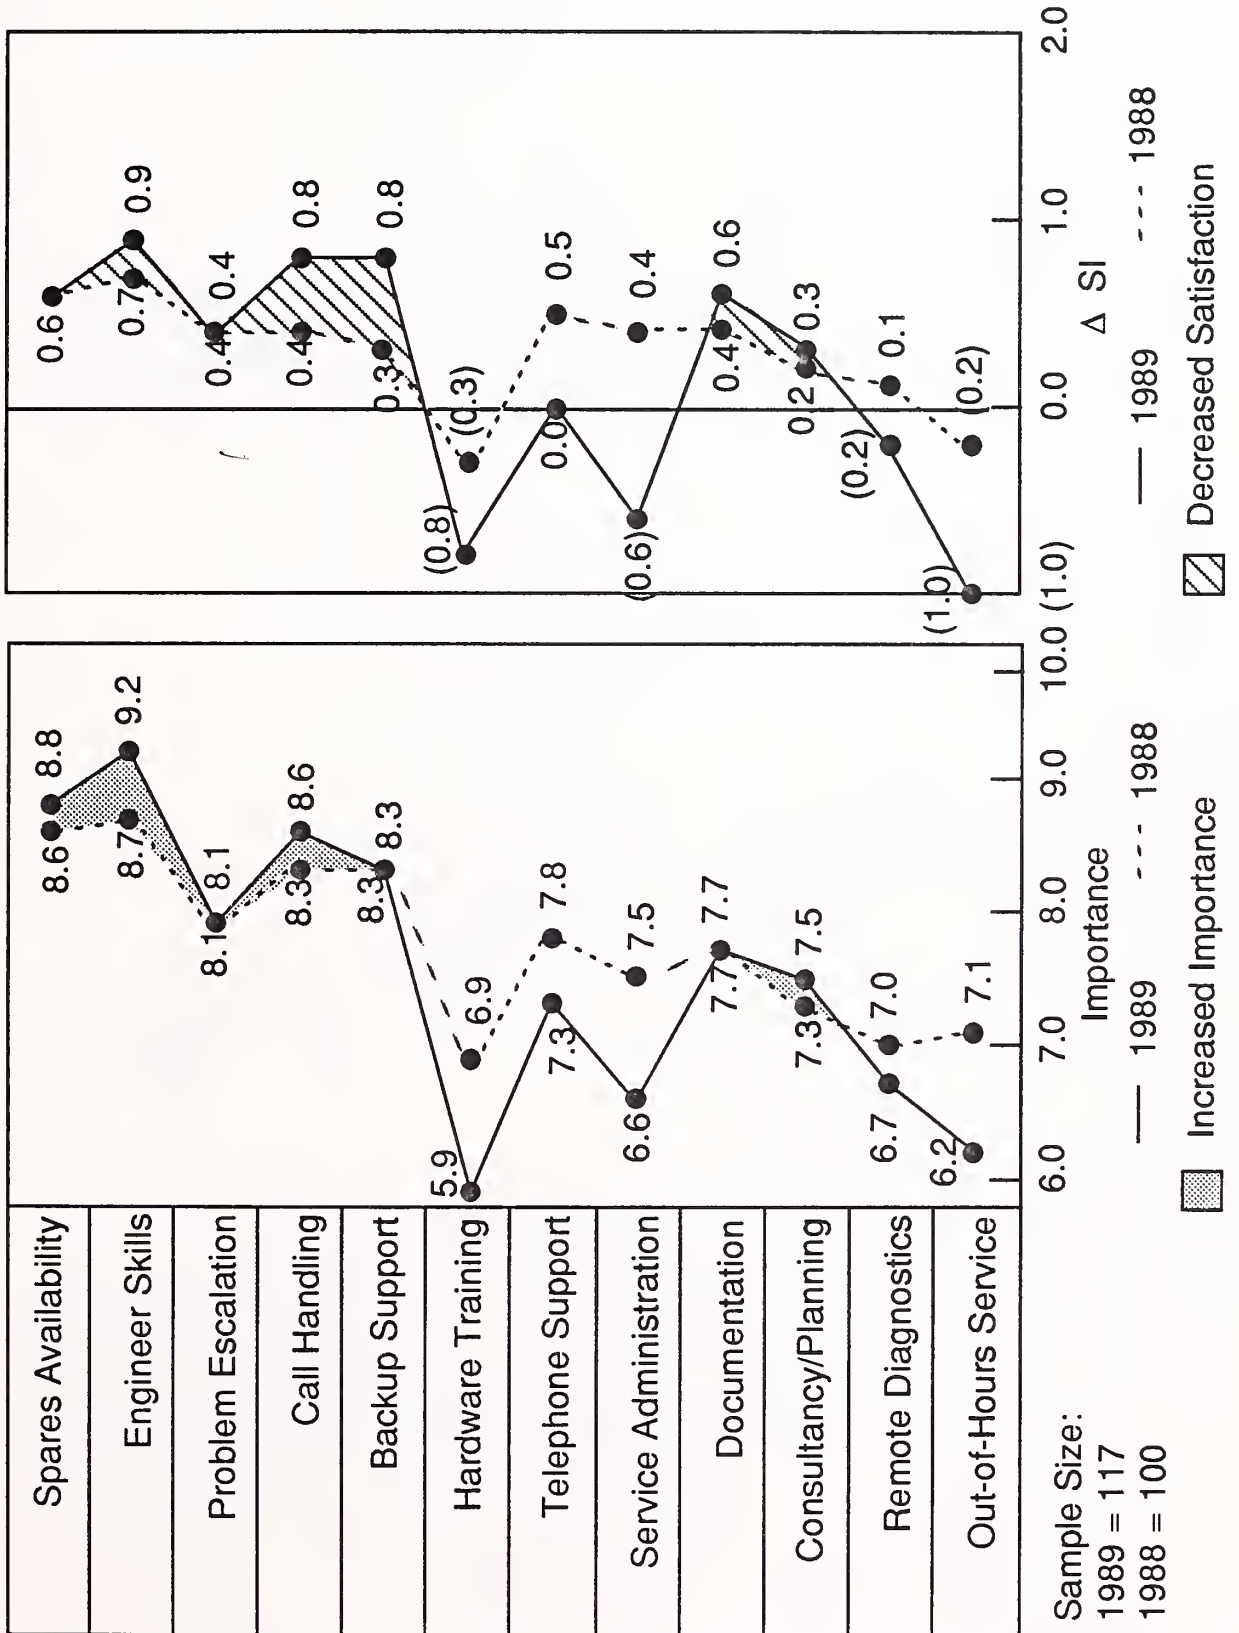 Spares Availability
Engineer Skills
Problem Escalation
Call Handling
Backup Support
Hardware Training
Telephone Support
Service Administration
Documentation
Consultancy/Planning
Remote Diagnostics
Out-of-Hours Service
Sample Size:
1989 = 117
1988 = 100
8.6 8.8
8.7 9.2
8.1 8.1
8.3 8.6
8.3 8.3
5.9 6.9
7.3 7.8
6.6 7.5
7.7 7.7
7.3 7.5
6.7 7.0
6.2 7.1
6.0 7.0 8.0 9.0 10.0
Importance
1989 1988
Increased Importance
0.6
0.7 0.9
0.4 0.4
0.4 0.8
0.3 0.8
(0.8) (0.3)
0.0 0.5
(0.6) 0.4
0.4 0.6
0.2 0.3
(0.2) 0.1
(1.0) (0.2)
(1.0) 0.0 1.0 2.0
Δ SI
1989 1988
Decreased Satisfaction